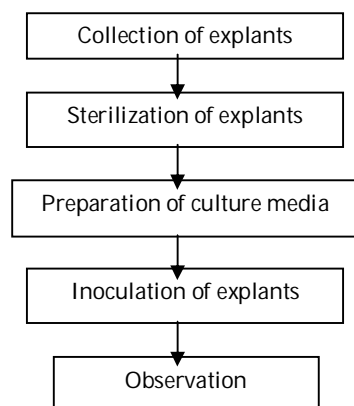 Collection of explants
Sterilization of explants
Preparation of culture media
Inoculation of explants
Observation